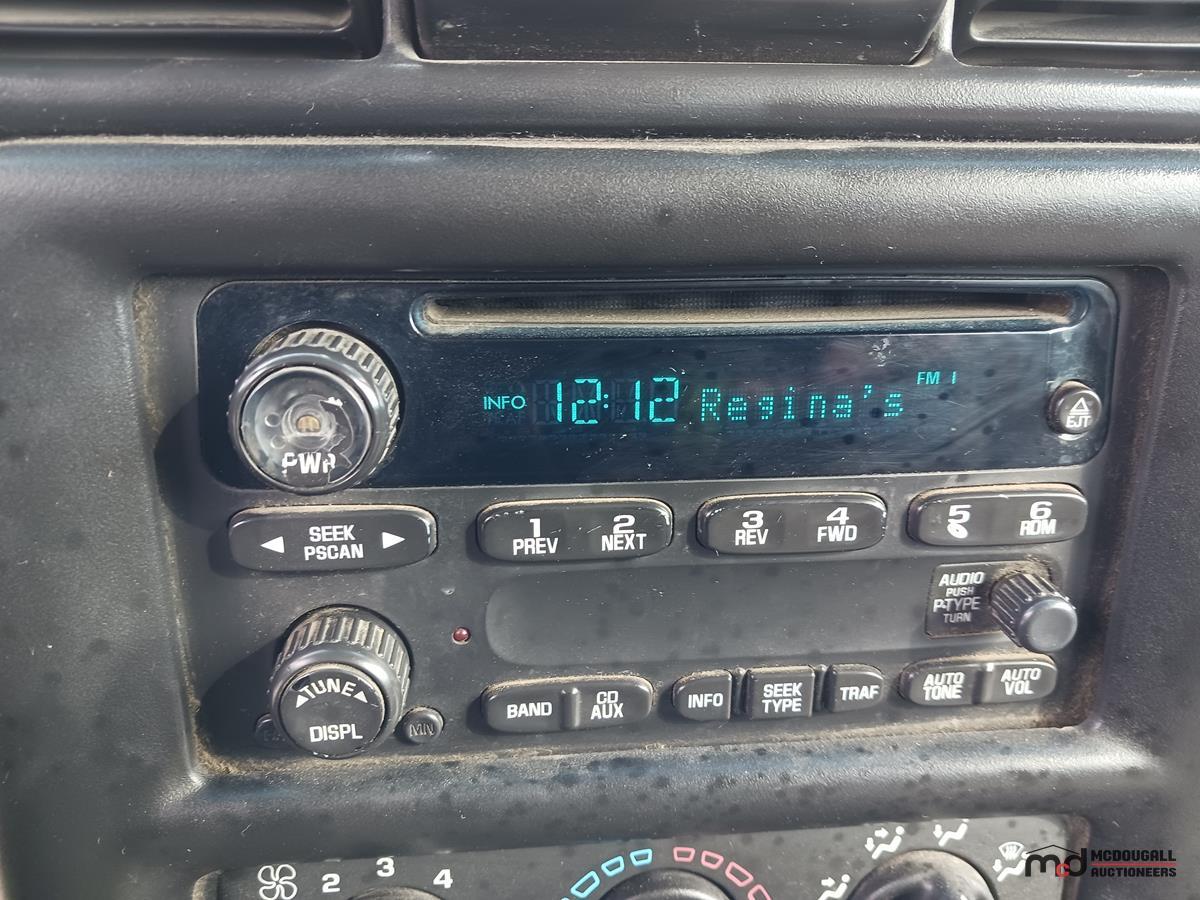 INFO 12:12 Regina's FM 1
PWR
EJT
SEEK
PSCAN
1 PREV
2 NEXT
3 REV
4 FWD
5
6 RDM
AUDIO
PUSH
P-TYPE
TURN
TUNE
DISPL
MN
BAND
CD
AUX
INFO
SEEK
TYPE
TRAF
AUTO
TONE
AUTO
VOL
2 3 4
mcd MCDOUGALL
AUCTIONEERS